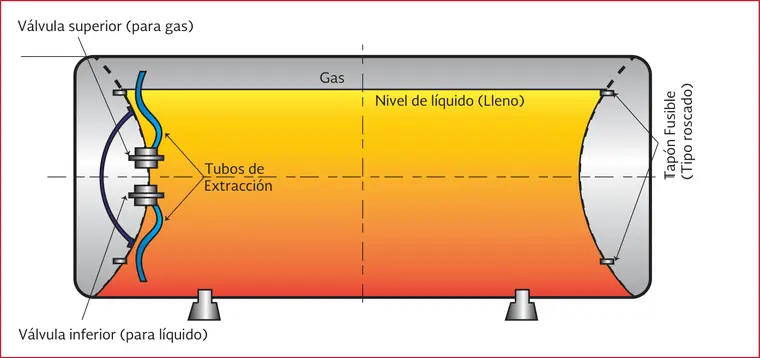 Válvula superior (para gas)
Gas
Nivel de líquido (Lleno)
Tapón Fusible
(Tipo roscado)
Tubos de
Extracción
Válvula inferior (para líquido)